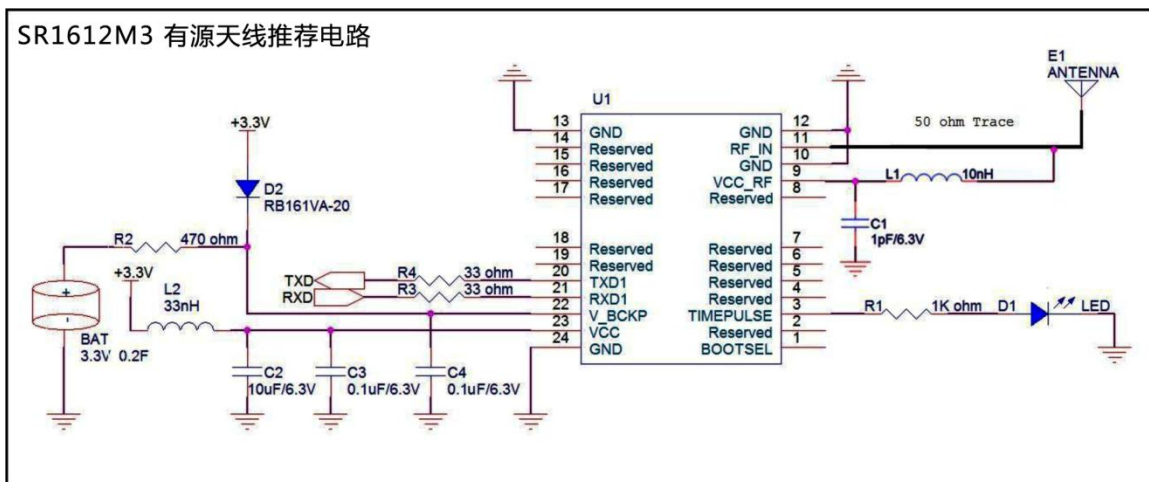 SR1612M3 有源天线推荐电路
E1
ANTENNA
50 ohm Trace
U1
+3.3V
D2
RB161VA-20
R2 470 ohm
+3.3V
L2
33nH
BAT
3.3V 0.2F
TXD
RXD
R4 33 ohm
R3 33 ohm
C2
10uF/6.3V
C3
0.1uF/6.3V
C4
0.1uF/6.3V
13 GND
14 Reserved
15 Reserved
16 Reserved
17 Reserved
18 Reserved
19 Reserved
20 TXD1
21 RXD1
22 V_BCKP
23 VCC
24 GND
GND 12
RF_IN 11
GND 10
VCC_RF 9
Reserved 8
Reserved 7
Reserved 6
Reserved 5
Reserved 4
TIMEPULSE 3
Reserved 2
BOOTSEL 1
L1 10nH
C1
1pF/6.3V
R1 1K ohm D1 LED